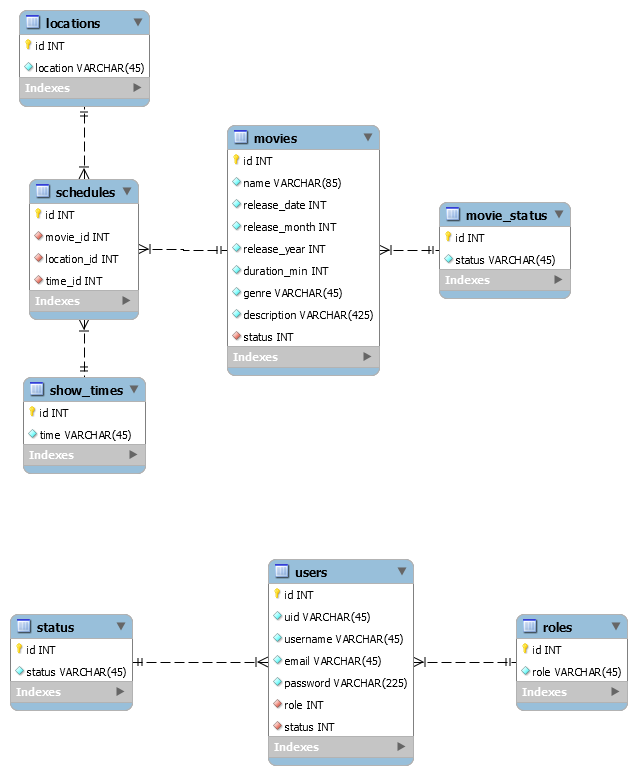 locations
id INT
location VARCHAR(45)
Indexes
schedules
id INT
movie_id INT
location_id INT
time_id INT
Indexes
show_times
id INT
time VARCHAR(45)
Indexes
movies
id INT
name VARCHAR(85)
release_date INT
release_month INT
release_year INT
duration_min INT
genre VARCHAR(45)
description VARCHAR(425)
status INT
Indexes
movie_status
id INT
status VARCHAR(45)
Indexes
status
id INT
status VARCHAR(45)
Indexes
users
id INT
uid VARCHAR(45)
username VARCHAR(45)
email VARCHAR(45)
password VARCHAR(225)
role INT
status INT
Indexes
roles
id INT
role VARCHAR(45)
Indexes